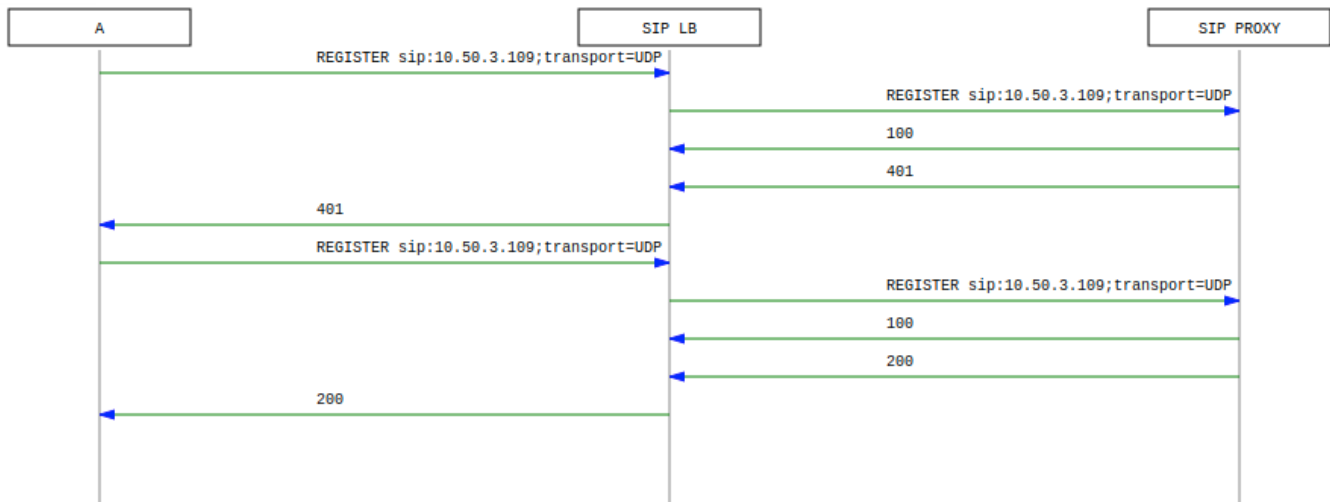 A
SIP LB
SIP PROXY
REGISTER sip:10.50.3.109;transport=UDP
REGISTER sip:10.50.3.109;transport=UDP
100
401
401
REGISTER sip:10.50.3.109;transport=UDP
REGISTER sip:10.50.3.109;transport=UDP
100
200
200